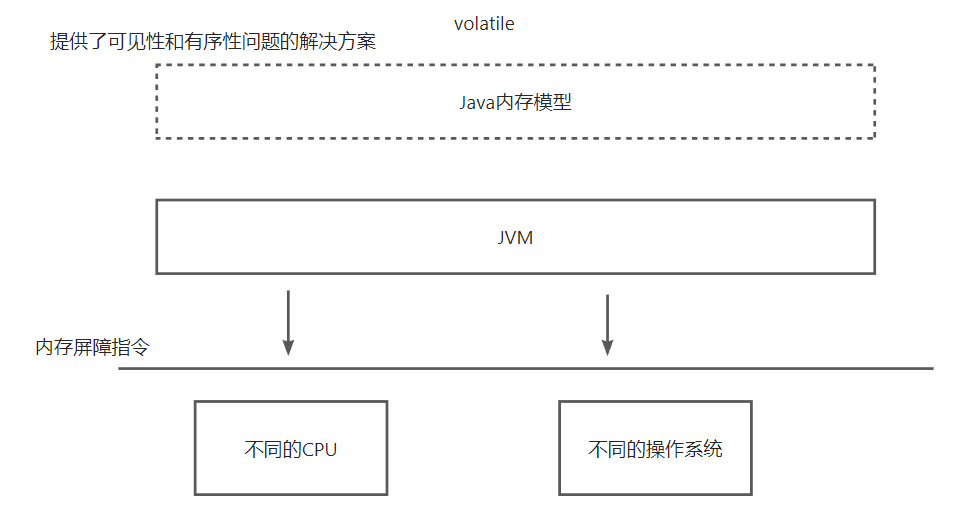 volatile
提供了可见性和有序性问题的解决方案
Java内存模型
JVM
内存屏障指令
不同的CPU
不同的操作系统